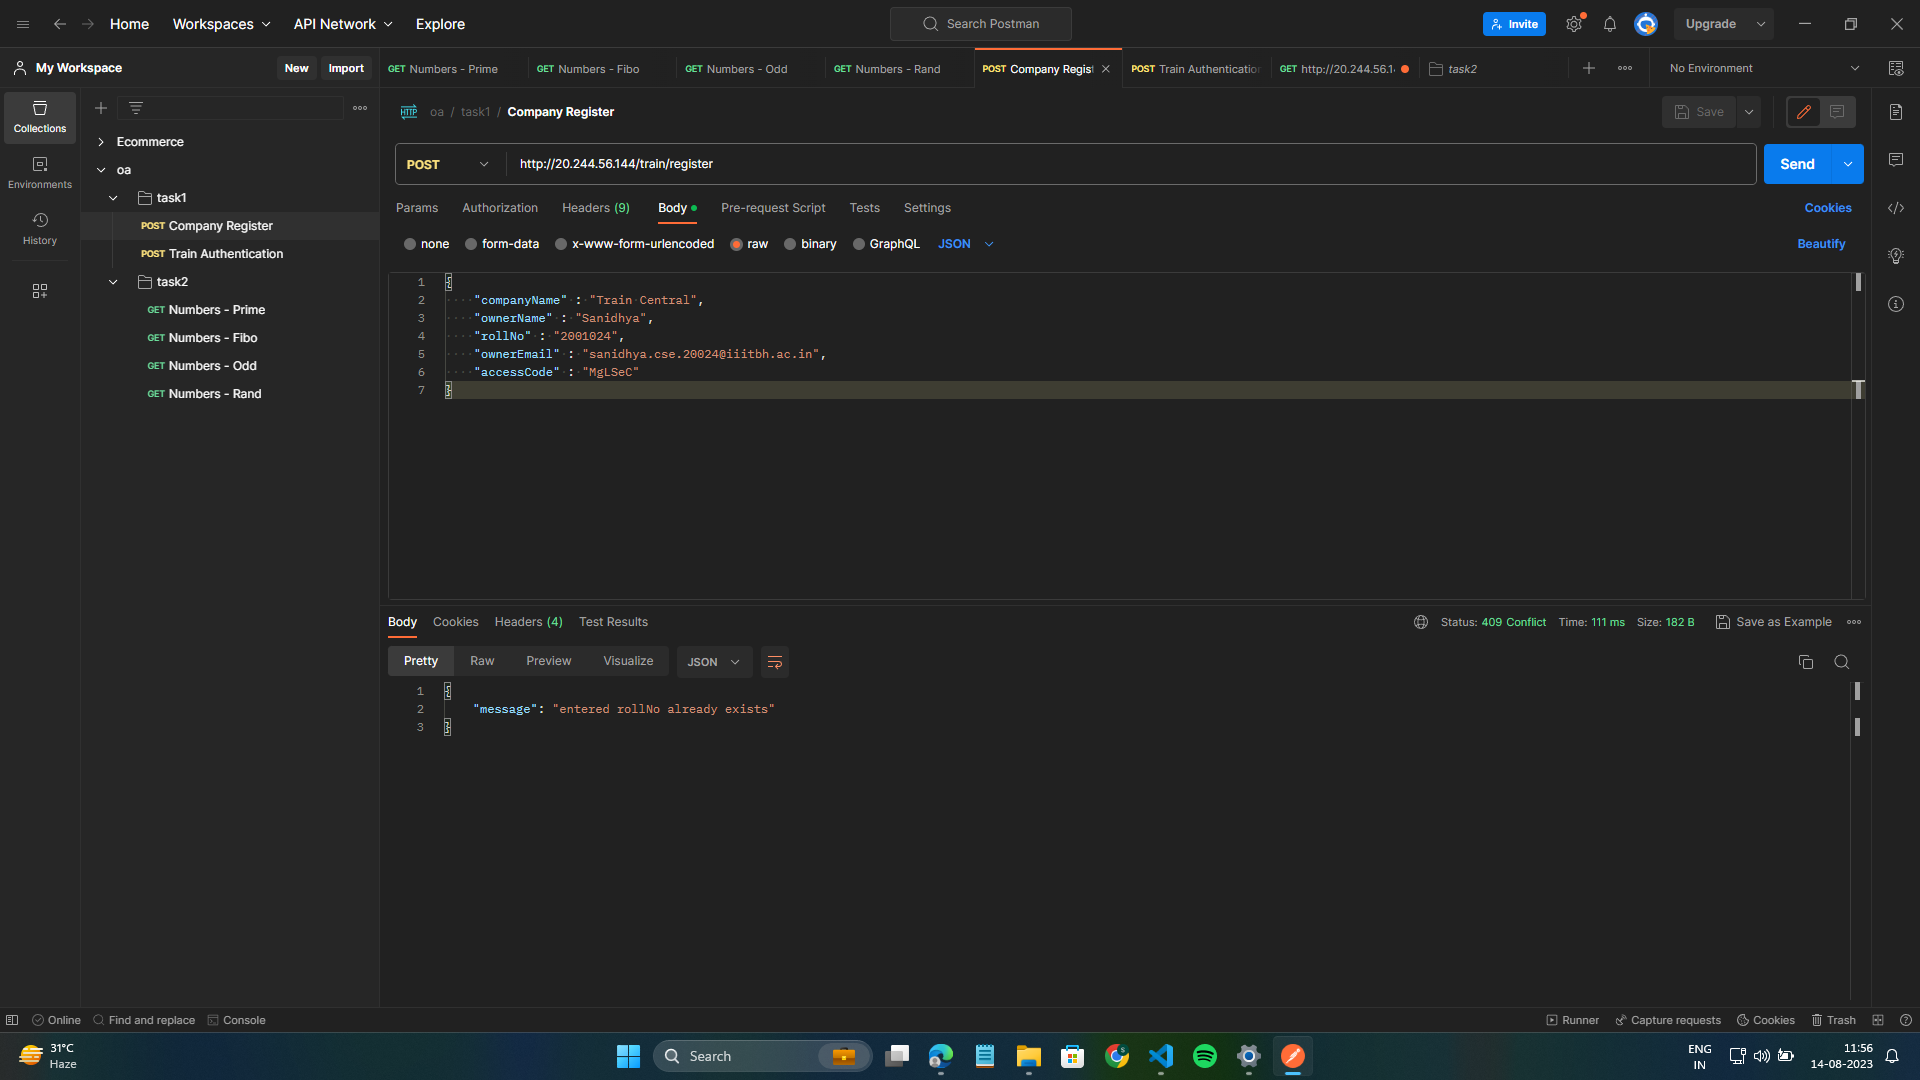 Home
Workspaces
API Network
Explore
Search Postman
Invite
Upgrade
My Workspace
New
Import
GET Numbers - Prime
GET Numbers - Fibo
GET Numbers - Odd
GET Numbers - Rand
POST Company Regist
POST Train Authentication
GET http://20.244.56.1
task2
No Environment
Collections
Environments
History
Ecommerce
oa
task1
POST Company Register
POST Train Authentication
task2
GET Numbers - Prime
GET Numbers - Fibo
GET Numbers - Odd
GET Numbers - Rand
HTTP oa / task1 / Company Register
Save
POST
http://20.244.56.144/train/register
Send
Params
Authorization
Headers (9)
Body
Pre-request Script
Tests
Settings
Cookies
none
form-data
x-www-form-urlencoded
raw
binary
GraphQL
JSON
Beautify
1 {
2 "companyName" : "Train Central",
3 "ownerName" : "Sanidhya",
4 "rollNo" : "2001024",
5 "ownerEmail" : "sanidhya.cse.20024@iiitbh.ac.in",
6 "accessCode" : "MgLSeC"
7 }
Body
Cookies
Headers (4)
Test Results
Status: 409 Conflict
Time: 111 ms
Size: 182 B
Save as Example
Pretty
Raw
Preview
Visualize
JSON
1 {
2 "message": "entered rollNo already exists"
3 }
Online
Find and replace
Console
Runner
Capture requests
Cookies
Trash
31°C
Haze
Search
ENG
IN
11:56
14-08-2023